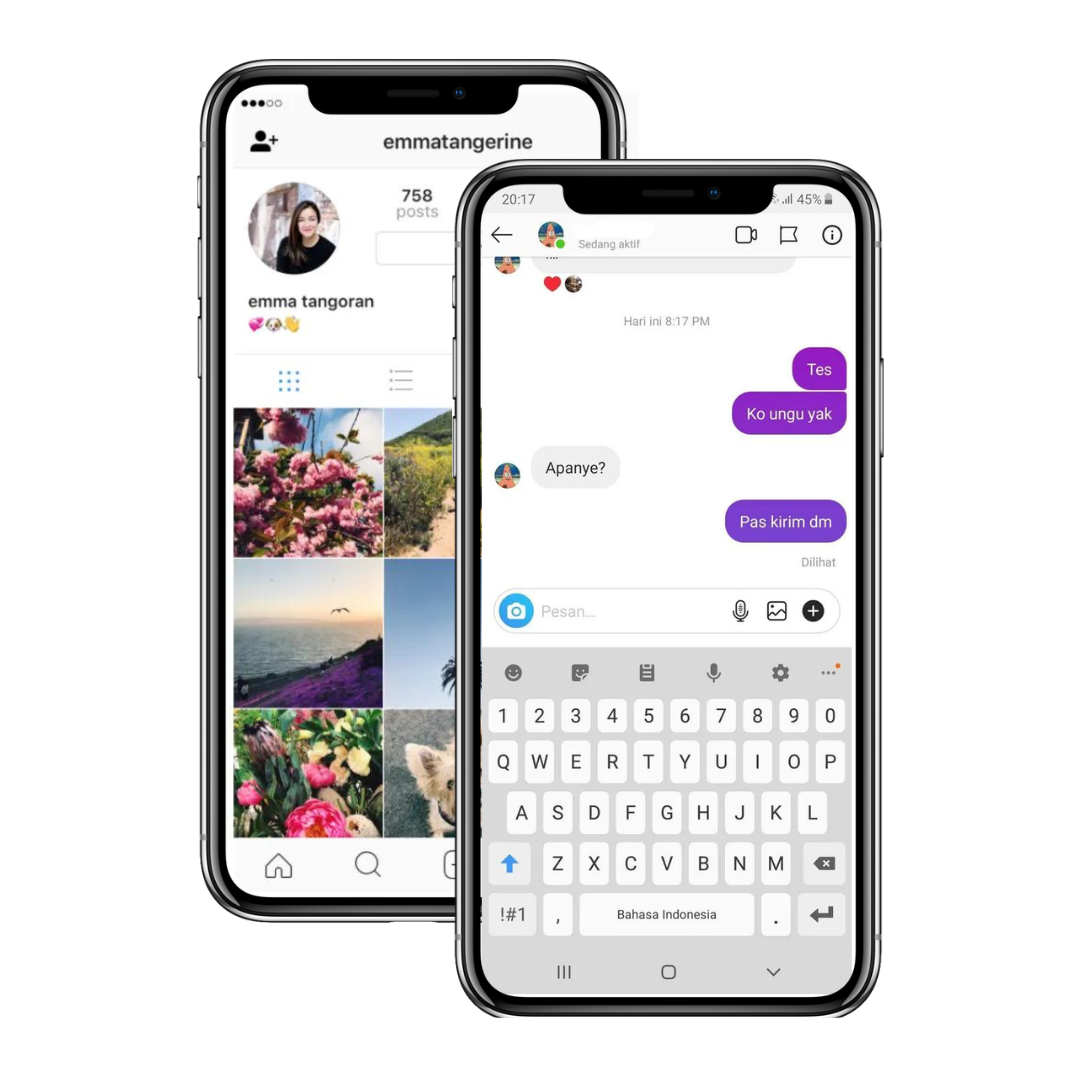 emmatangerine
758
posts
emma tangoran
20:17
45%
Sedang aktif
Hari ini 8:17 PM
Tes
Ko ungu yak
Apanye?
Pas kirim dm
Dilihat
Pesan...
1 2 3 4 5 6 7 8 9 0
Q W E R T Y U I O P
A S D F G H J K L
Z X C V B N M
!#1 , Bahasa Indonesia .